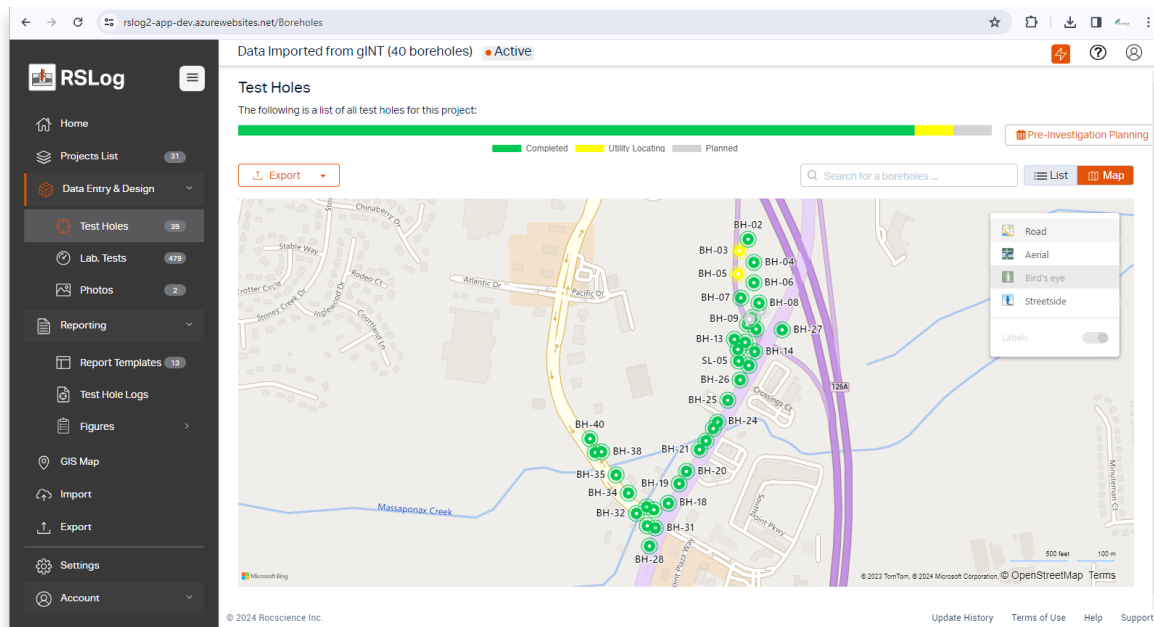 rslog2-app-dev.azurewebsites.net/Boreholes
RSLog
Home
Projects List 31
Data Entry & Design
Test Holes 39
Lab. Tests 479
Photos 2
Reporting
Report Templates 13
Test Hole Logs
Figures
GIS Map
Import
Export
Settings
Account
Data Imported from gINT (40 boreholes) Active
Test Holes
The following is a list of all test holes for this project:
Completed Utility Locating Planned
Pre-Investigation Planning
Export
Search for a boreholes ...
List Map
Road
Aerial
Bird's eye
Streetside
Labels
Chinaberry Dr
Stable Way
Roden Ct
Stoney Creek Dr
Inglewood Dr
Courtland Ln
Atlantic Dr
Pacific Dr
BH-02
BH-03
BH-04
BH-05
BH-06
BH-07
BH-08
BH-09
BH-27
BH-13
BH-14
SL-05
BH-26
126A
Crossings Ct
BH-25
BH-24
BH-40
BH-38
BH-21
BH-35
BH-20
BH-34
BH-19
BH-18
BH-32
BH-31
BH-28
Massaponax Creek
Minuteman Ct
500 feet 100 m
Microsoft Bing
© 2023 TomTom, © 2024 Microsoft Corporation, © OpenStreetMap Terms
© 2024 Rocscience Inc.
Update History Terms of Use Help Support